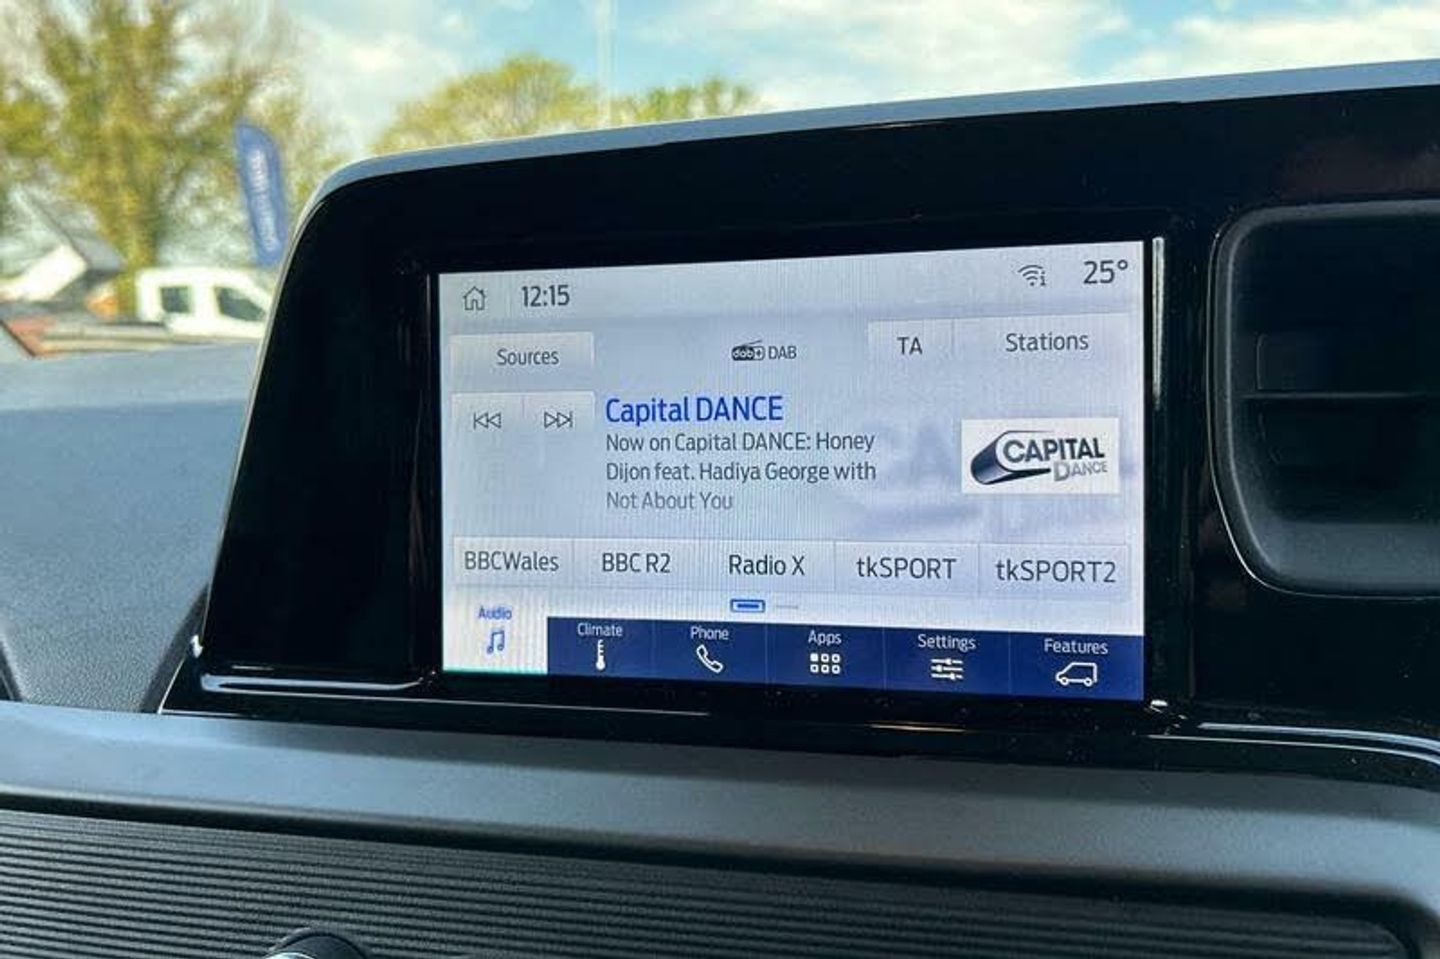 12:15
25°
Sources
dab+ DAB
TA
Stations
Capital DANCE
Now on Capital DANCE: Honey
Dijon feat. Hadiya George with
Not About You
CAPITAL
DANCE
BBCWales
BBC R2
Radio X
tkSPORT
tkSPORT2
Audio
Climate
Phone
Apps
Settings
Features